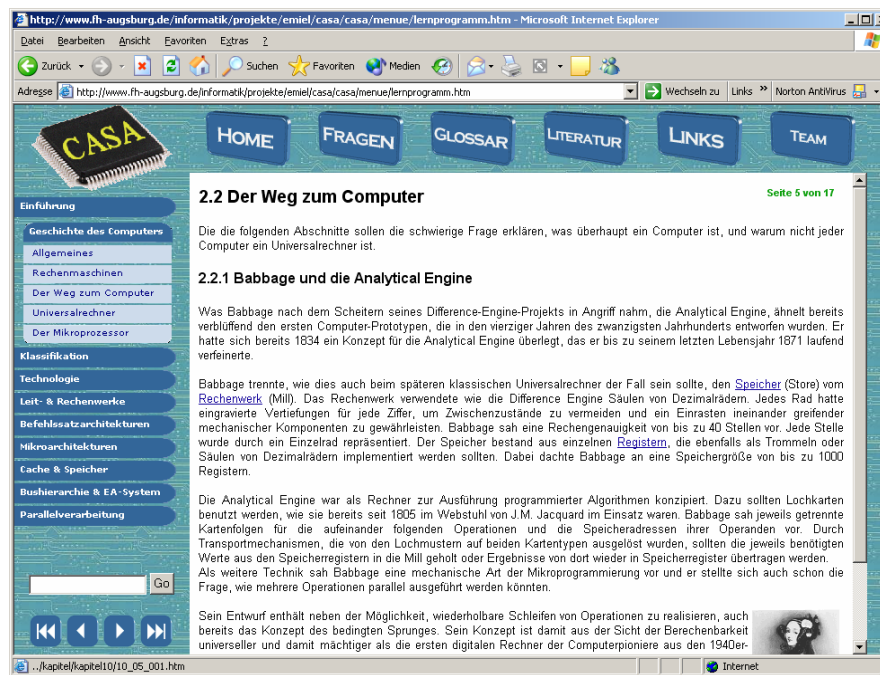 http://www.fh-augsburg.de/informatik/projekte/emiel/casa/casa/menue/lernprogramm.htm - Microsoft Internet Explorer
Datei Bearbeiten Ansicht Favoriten Extras ?
Zurück Suchen Favoriten Medien
Adresse http://www.fh-augsburg.de/informatik/projekte/emiel/casa/casa/menue/lernprogramm.htm Wechseln zu Links » Norton AntiVirus
CASA
HOME FRAGEN GLOSSAR LITERATUR LINKS TEAM
Einführung
Geschichte des Computers
Allgemeines
Rechenmaschinen
Der Weg zum Computer
Universalrechner
Der Mikroprozessor
Klassifikation
Technologie
Leit- & Rechenwerke
Befehlssatzarchitekturen
Mikroarchitekturen
Cache & Speicher
Bushierarchie & EA-System
Parallelverarbeitung
Go
2.2 Der Weg zum Computer
Seite 5 von 17
Die die folgenden Abschnitte sollen die schwierige Frage erklären, was überhaupt ein Computer ist, und warum nicht jeder
Computer ein Universalrechner ist.
2.2.1 Babbage und die Analytical Engine
Was Babbage nach dem Scheitern seines Difference-Engine-Projekts in Angriff nahm, die Analytical Engine, ähnelt bereits
verblüffend den ersten Computer-Prototypen, die in den vierziger Jahren des zwanzigsten Jahrhunderts entworfen wurden. Er
hatte sich bereits 1834 ein Konzept für die Analytical Engine überlegt, das er bis zu seinem letzten Lebensjahr 1871 laufend
verfeinerte.
Babbage trennte, wie dies auch beim späteren klassischen Universalrechner der Fall sein sollte, den Speicher (Store) vom
Rechenwerk (Mill). Das Rechenwerk verwendete wie die Difference Engine Säulen von Dezimalrädern. Jedes Rad hatte
eingravierte Vertiefungen für jede Ziffer, um Zwischenzustände zu vermeiden und ein Einrasten ineinander greifender
mechanischer Komponenten zu gewährleisten. Babbage sah eine Rechengenauigkeit von bis zu 40 Stellen vor. Jede Stelle
wurde durch ein Einzelrad repräsentiert. Der Speicher bestand aus einzelnen Registern, die ebenfalls als Trommeln oder
Säulen von Dezimalrädern implementiert werden sollten. Dabei dachte Babbage an eine Speichergröße von bis zu 1000
Registern.
Die Analytical Engine war als Rechner zur Ausführung programmierter Algorithmen konzipiert. Dazu sollten Lochkarten
benutzt werden, wie sie bereits seit 1805 im Webstuhl von J.M. Jacquard im Einsatz waren. Babbage sah jeweils getrennte
Kartenfolgen für die aufeinander folgenden Operationen und die Speicheradressen ihrer Operanden vor. Durch
Transportmechanismen, die von den Lochmustern auf beiden Kartentypen ausgelöst wurden, sollten die jeweils benötigten
Werte aus den Speicherregistern in die Mill geholt oder Ergebnisse von dort wieder in Speicherregister übertragen werden.
Als weitere Technik sah Babbage eine mechanische Art der Mikroprogrammierung vor und er stellte sich auch schon die
Frage, wie mehrere Operationen parallel ausgeführt werden könnten.
Sein Entwurf enthält neben der Möglichkeit, wiederholbare Schleifen von Operationen zu realisieren, auch
bereits das Konzept des bedingten Sprunges. Sein Konzept ist damit aus der Sicht der Berechenbarkeit
universeller und damit mächtiger als die ersten digitalen Rechner der Computerpioniere aus den 1940er-
../kapitel/kapitel10/10_05_001.htm Internet